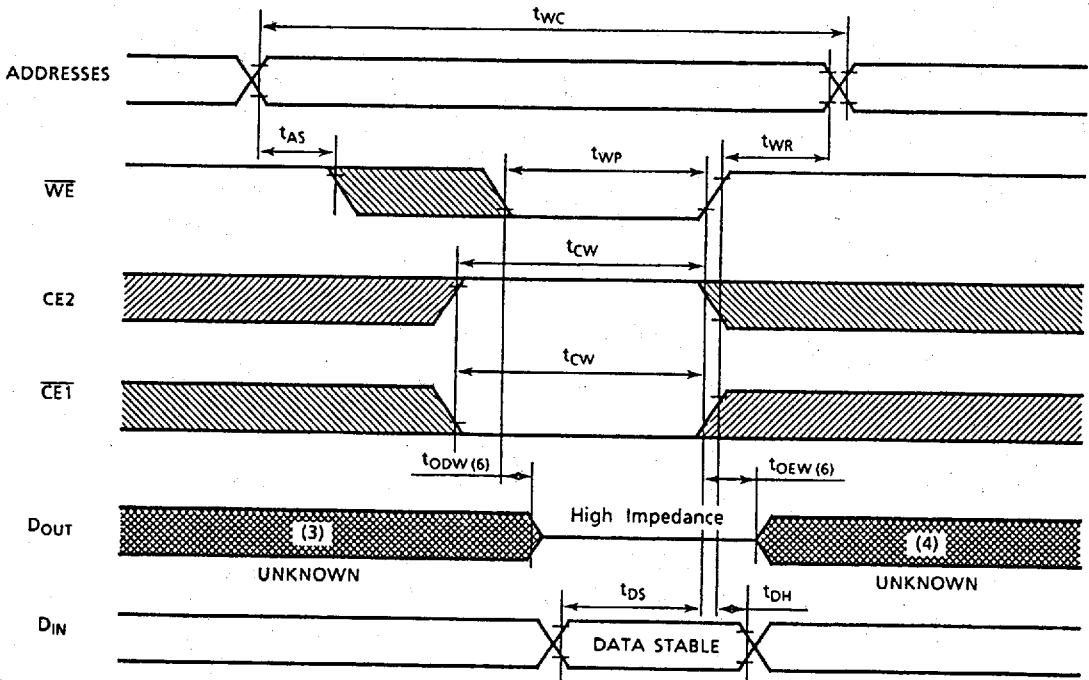 tWC
ADDRESSES
tAS
tWR
WE
tWP
tCW
CE2
tCW
CE1
tODW (6)
tOEW (6)
DOUT
(3)
High Impedance
(4)
UNKNOWN
UNKNOWN
tDS
tDH
DIN
DATA STABLE